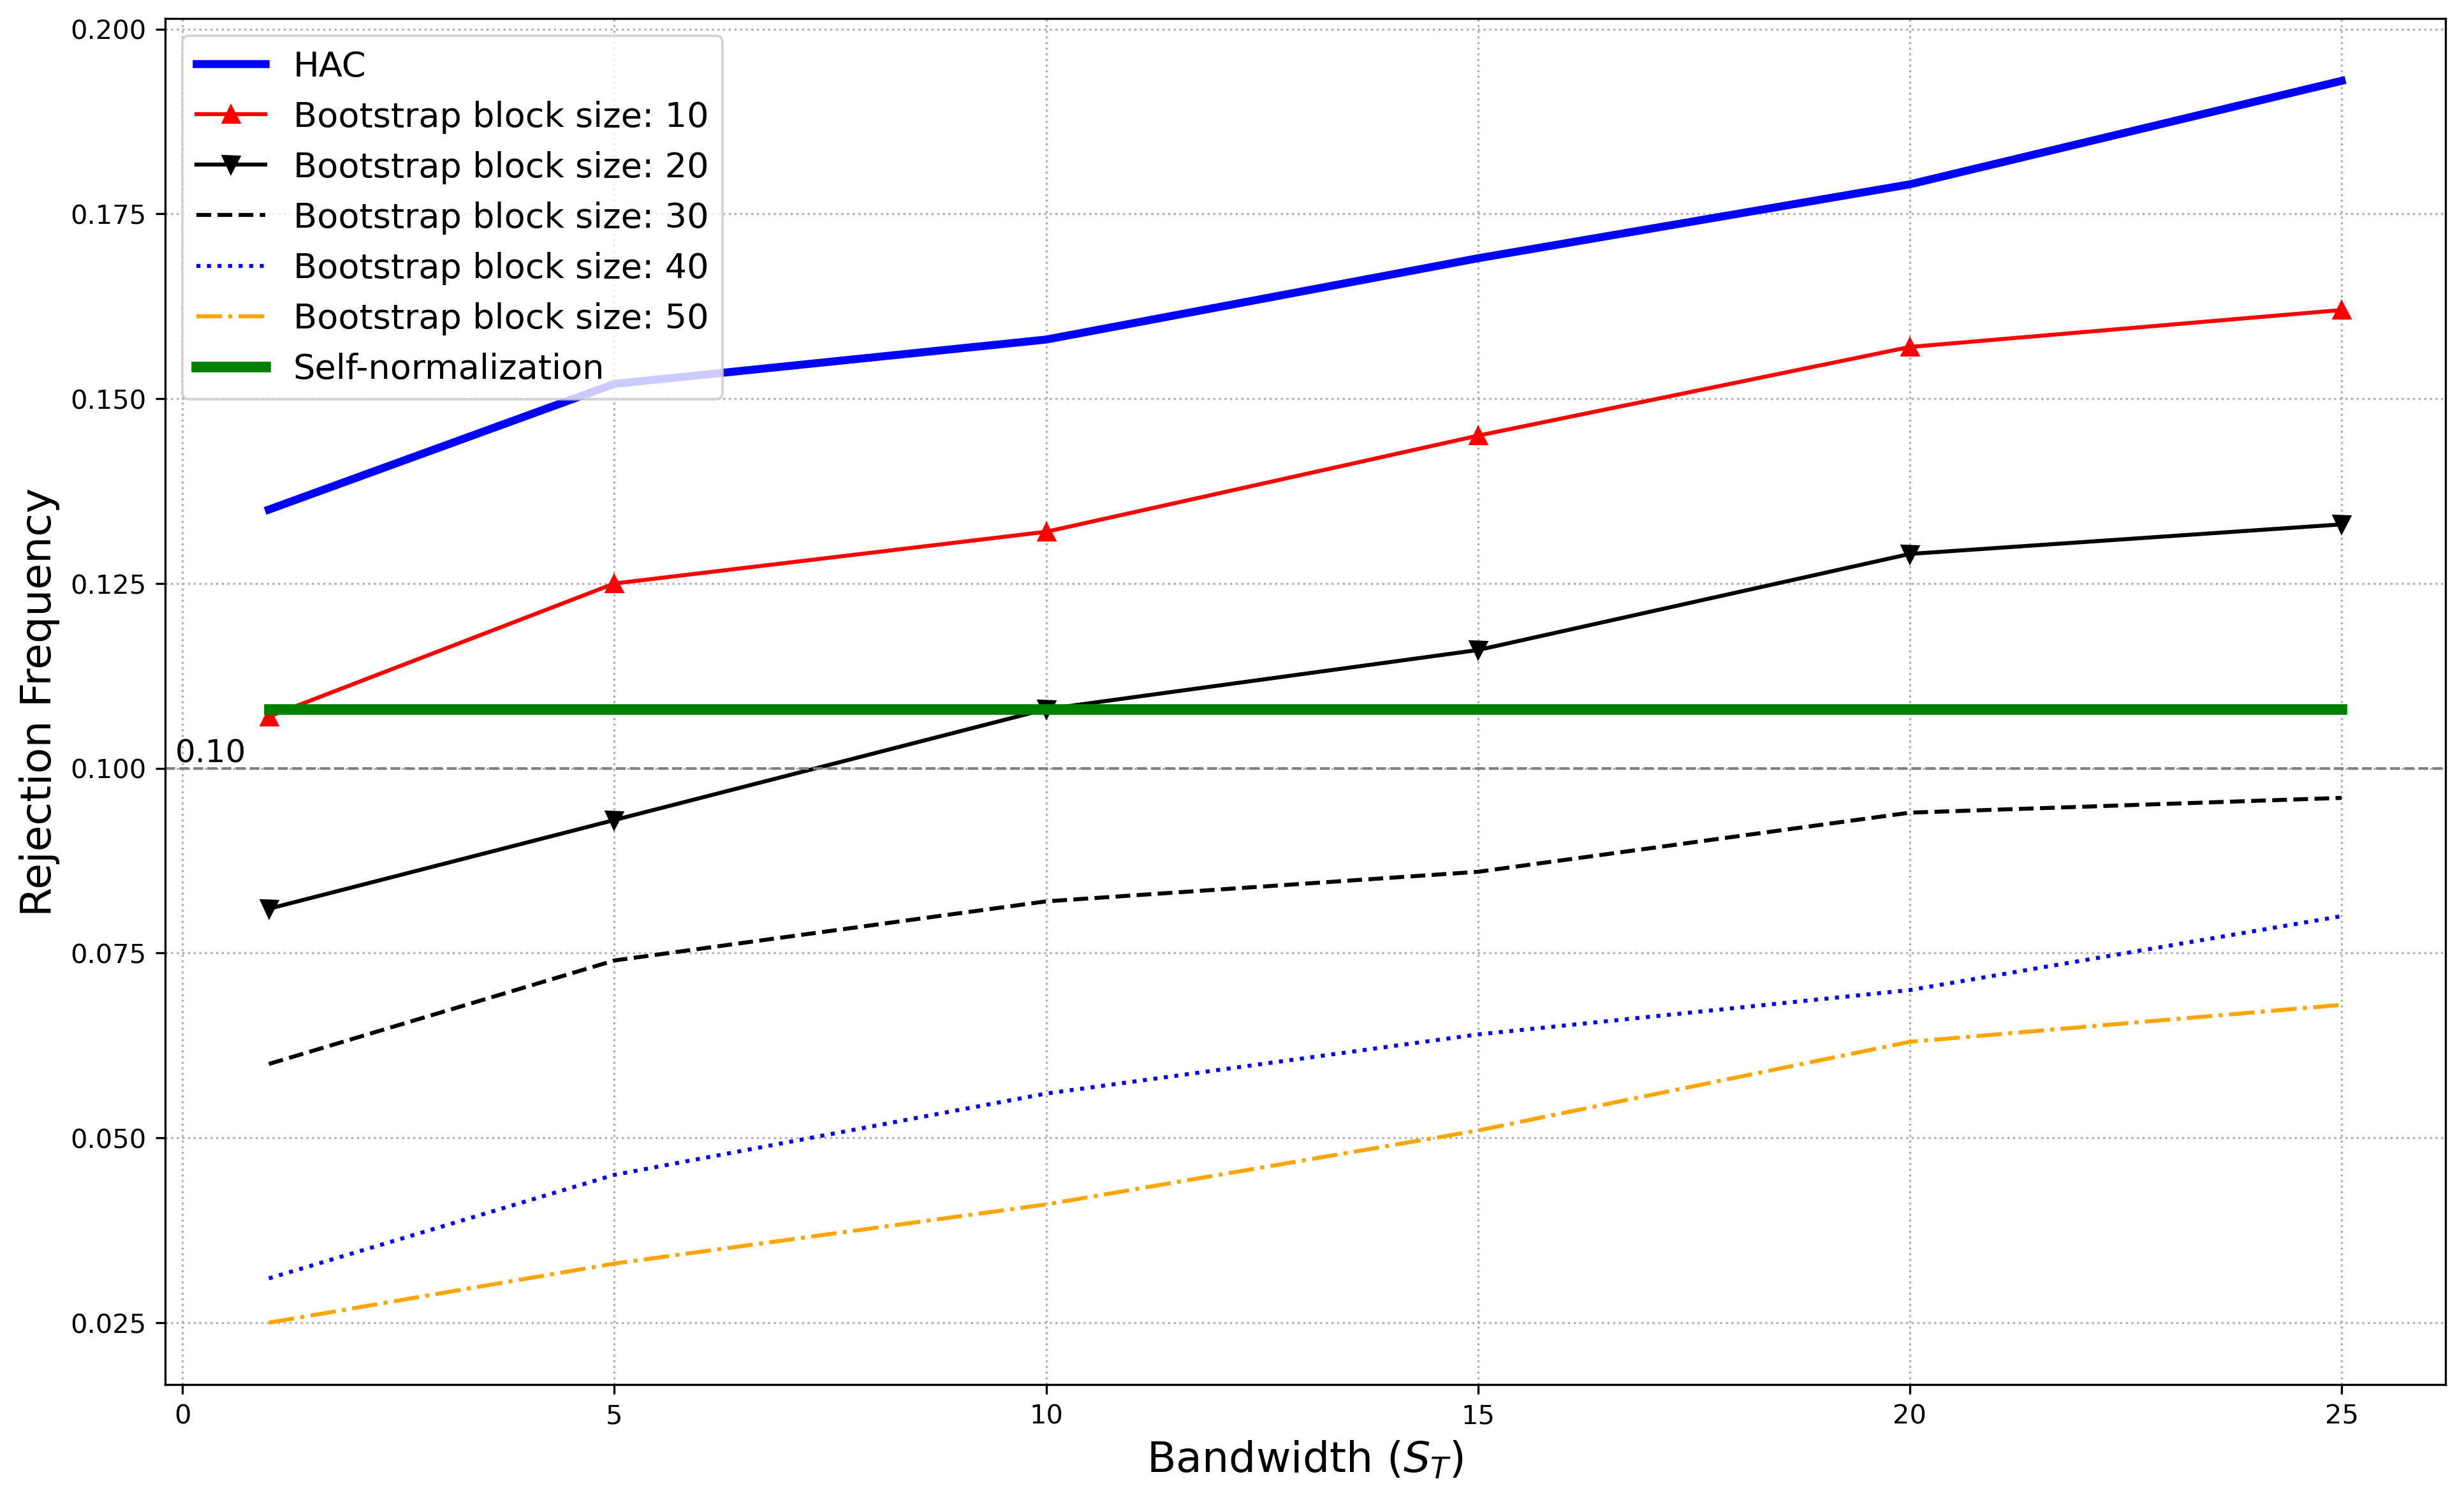 HAC
Bootstrap block size: 10
Bootstrap block size: 20
Bootstrap block size: 30
Bootstrap block size: 40
Bootstrap block size: 50
Self-normalization
0.200
0.175
0.150
0.125
0.100
0.075
0.050
0.025
0.10
Rejection Frequency
0 5 10 15 20 25
Bandwidth (S_T)